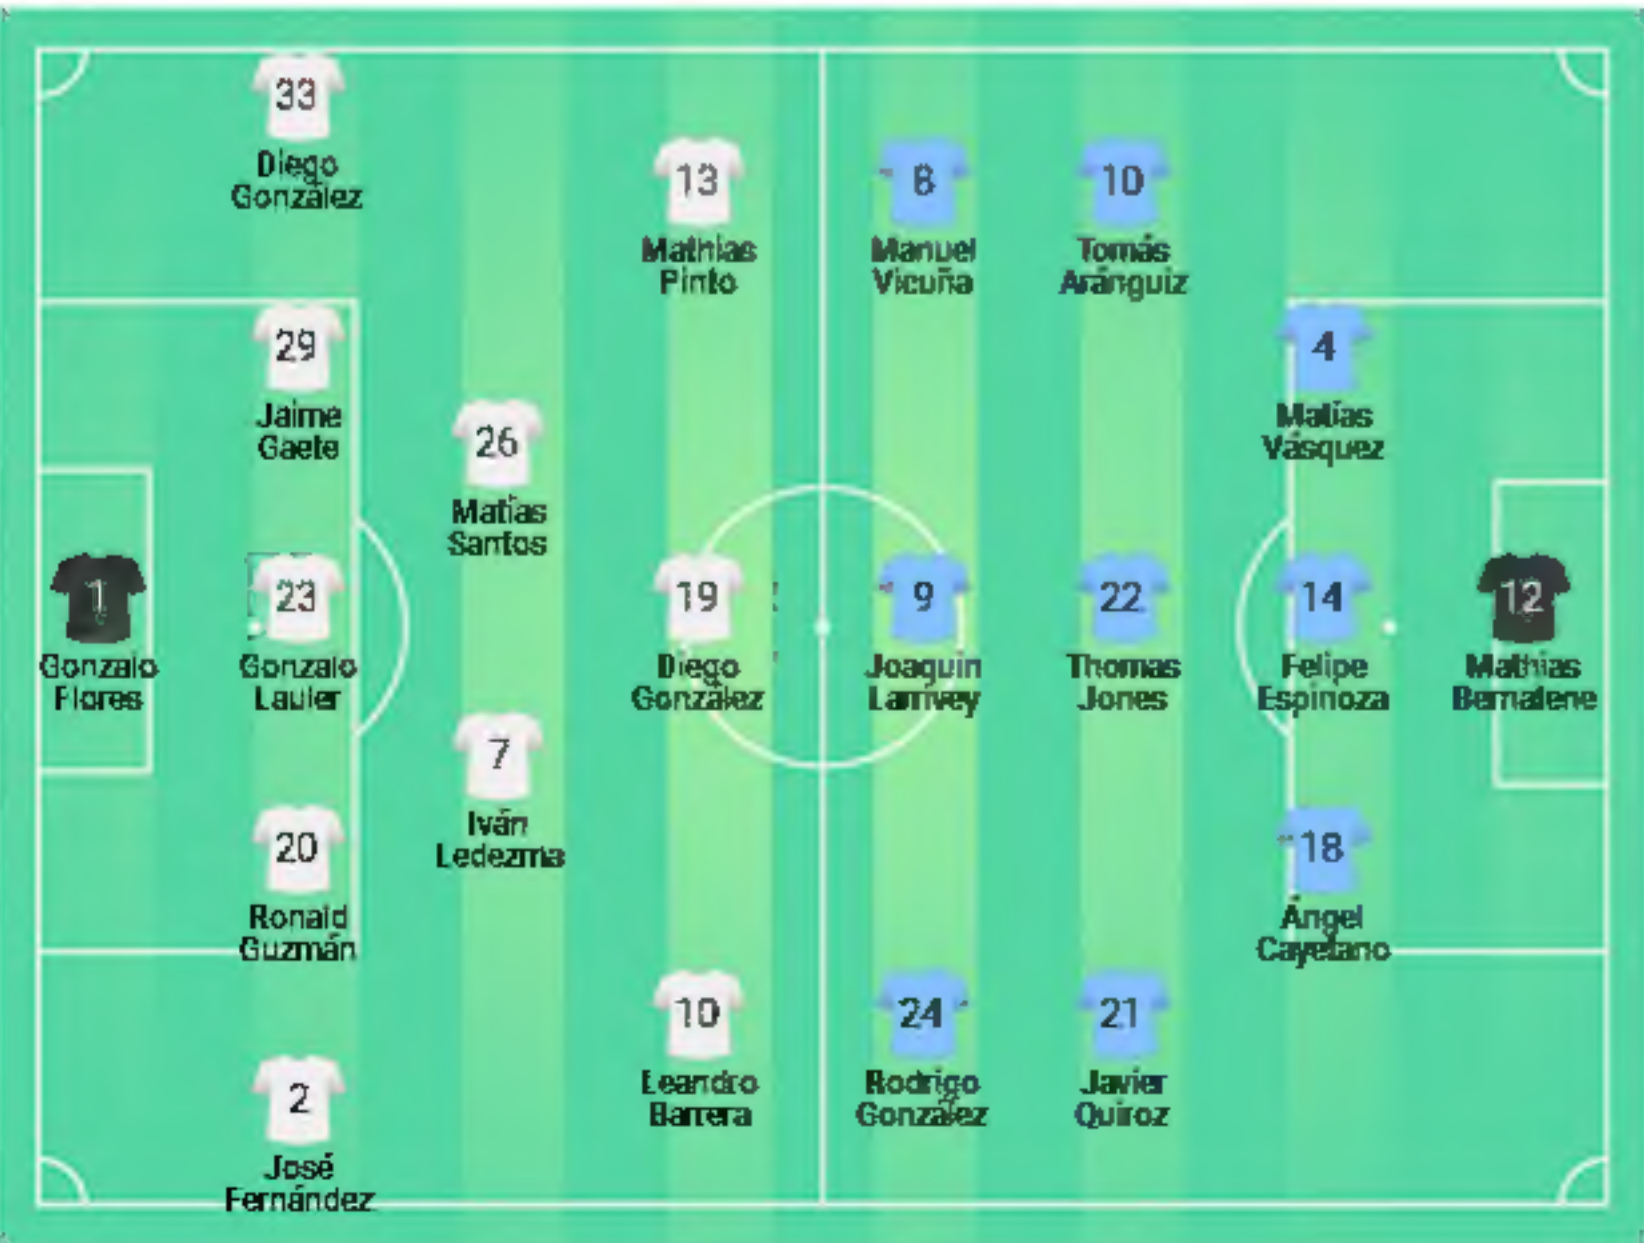 33
Diego
González
29
Jaime
Gaete
23
Gonzalo
Lauler
20
Ronald
Guzmán
2
José
Fernández
1
Gonzalo
Flores
26
Matías
Santos
7
Iván
Ledezma
13
Mathias
Pinto
19
Diego
González
10
Leandro
Barrera
8
Manuel
Vicuña
9
Joaquín
Larrivey
24
Rodrigo
González
10
Tomás
Aránguiz
22
Thomas
Jones
21
Javier
Quiroz
4
Matías
Vásquez
14
Felipe
Espinoza
18
Ángel
Cayetano
12
Mathías
Bernatene